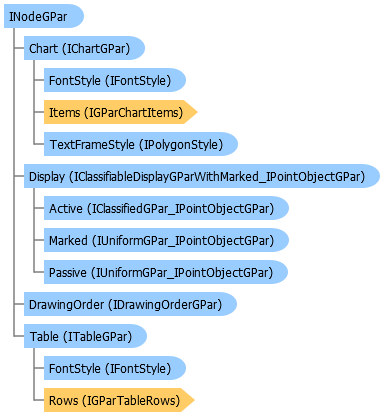 INodeGPar
Chart (IChartGPar)
FontStyle (IFontStyle)
Items (IGParChartItems)
TextFrameStyle (IPolygonStyle)
Display (IClassifiableDisplayGParWithMarked_IPointObjectGPar)
Active (IClassifiedGPar_IPointObjectGPar)
Marked (IUniformGPar_IPointObjectGPar)
Passive (IUniformGPar_IPointObjectGPar)
DrawingOrder (IDrawingOrderGPar)
Table (ITableGPar)
FontStyle (IFontStyle)
Rows (IGParTableRows)